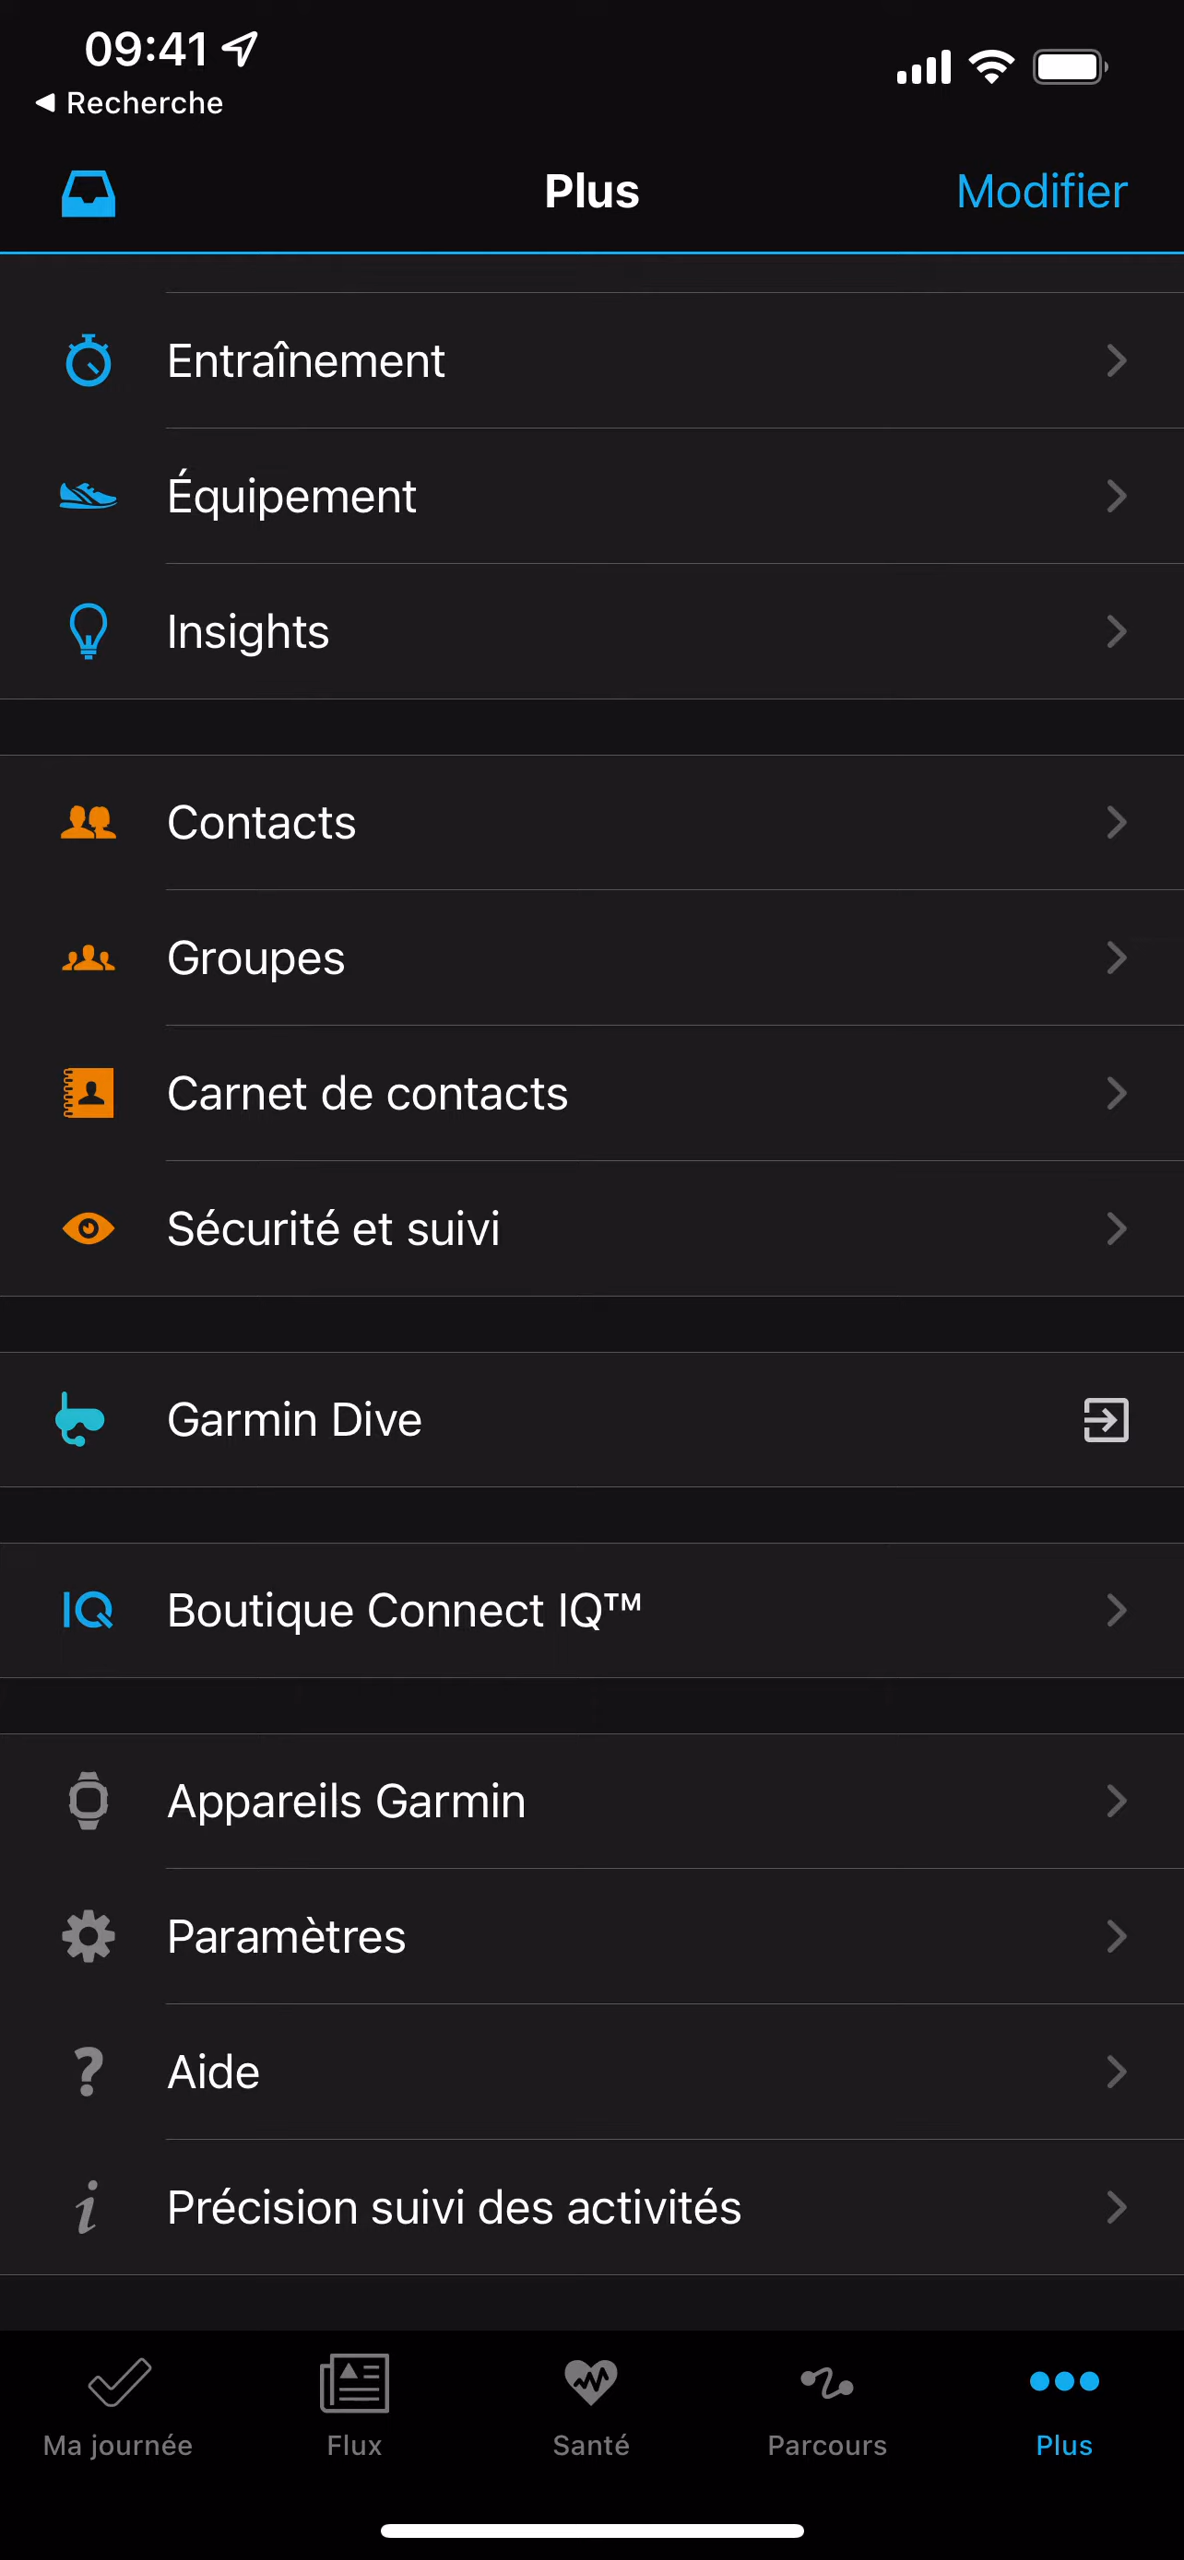 09:41
Recherche
Plus
Modifier
Entraînement
Équipement
Insights
Contacts
Groupes
Carnet de contacts
Sécurité et suivi
Garmin Dive
IQ
Boutique Connect IQ™
Appareils Garmin
Paramètres
Aide
Précision suivi des activités
Ma journée
Flux
Santé
Parcours
Plus